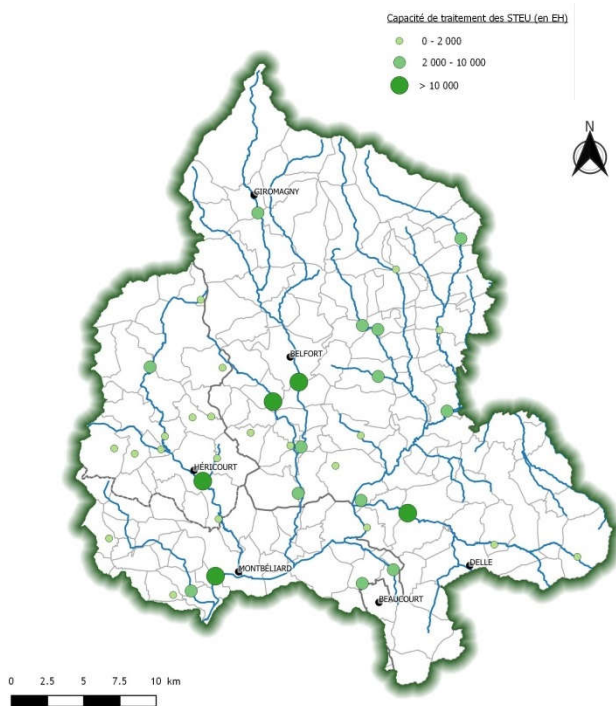 Capacité de traitement des STEU (en EH)
0 - 2 000
2 000 - 10 000
> 10 000
N
GIROMAGNY
BELFORT
HÉRICOURT
MONTBÉLIARD
DELLE
BEAUCOURT
0 2.5 5 7.5 10 km